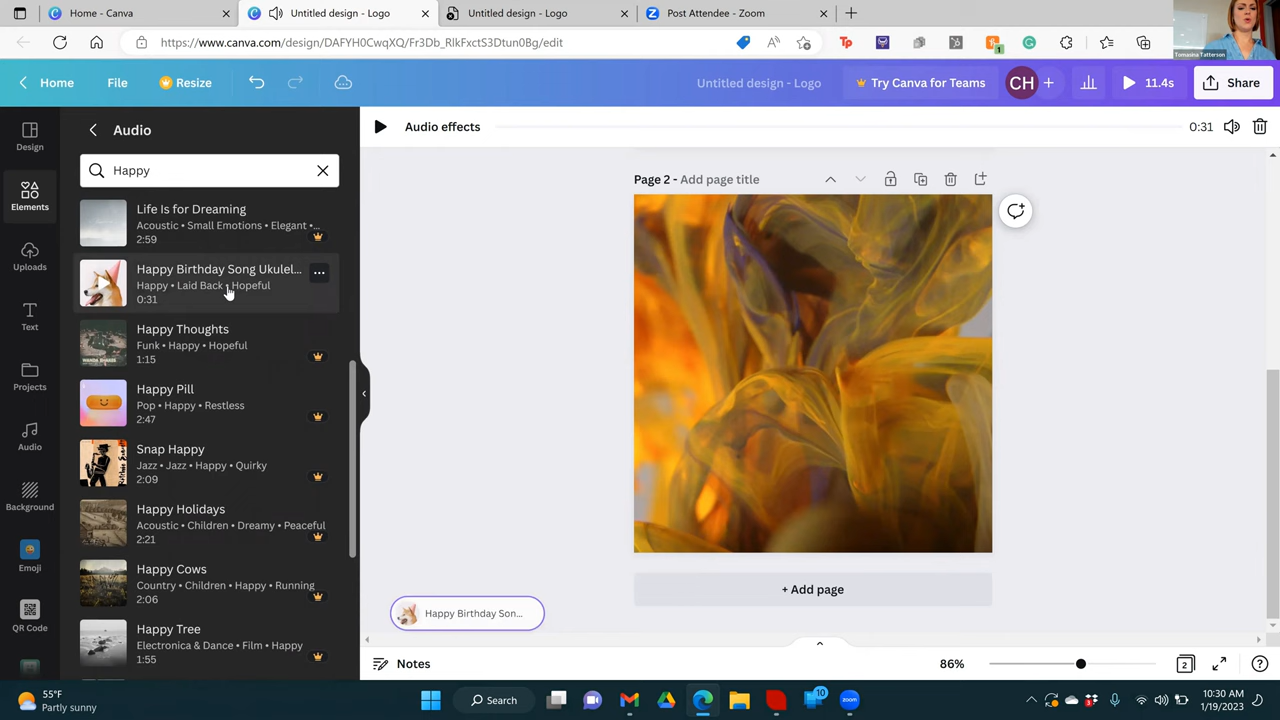 Home - Canva
Untitled design - Logo
Untitled design - Logo
Post Attendee - Zoom
https://www.canva.com/design/DAFYH0CwqXQ/Fr3Db_RlkFxctS3Dtun0Bg/edit
Tomasina Tatterson
Home
File
Resize
Untitled design - Logo
Try Canva for Teams
CH
11.4s
Share
Design
Elements
Uploads
Text
Projects
Audio
Background
Emoji
QR Code
Audio
Happy
Life Is for Dreaming
Acoustic • Small Emotions • Elegant •...
2:59
Happy Birthday Song Ukulel...
Happy • Laid Back • Hopeful
0:31
Happy Thoughts
Funk • Happy • Hopeful
1:15
Happy Pill
Pop • Happy • Restless
2:47
Snap Happy
Jazz • Jazz • Happy • Quirky
2:09
Happy Holidays
Acoustic • Children • Dreamy • Peaceful
2:21
Happy Cows
Country • Children • Happy • Running
2:06
Happy Tree
Electronica & Dance • Film • Happy
1:55
Audio effects
0:31
Page 2 - Add page title
+ Add page
Happy Birthday Son...
Notes
86%
2
55°F
Partly sunny
Search
10
10:30 AM
1/19/2023